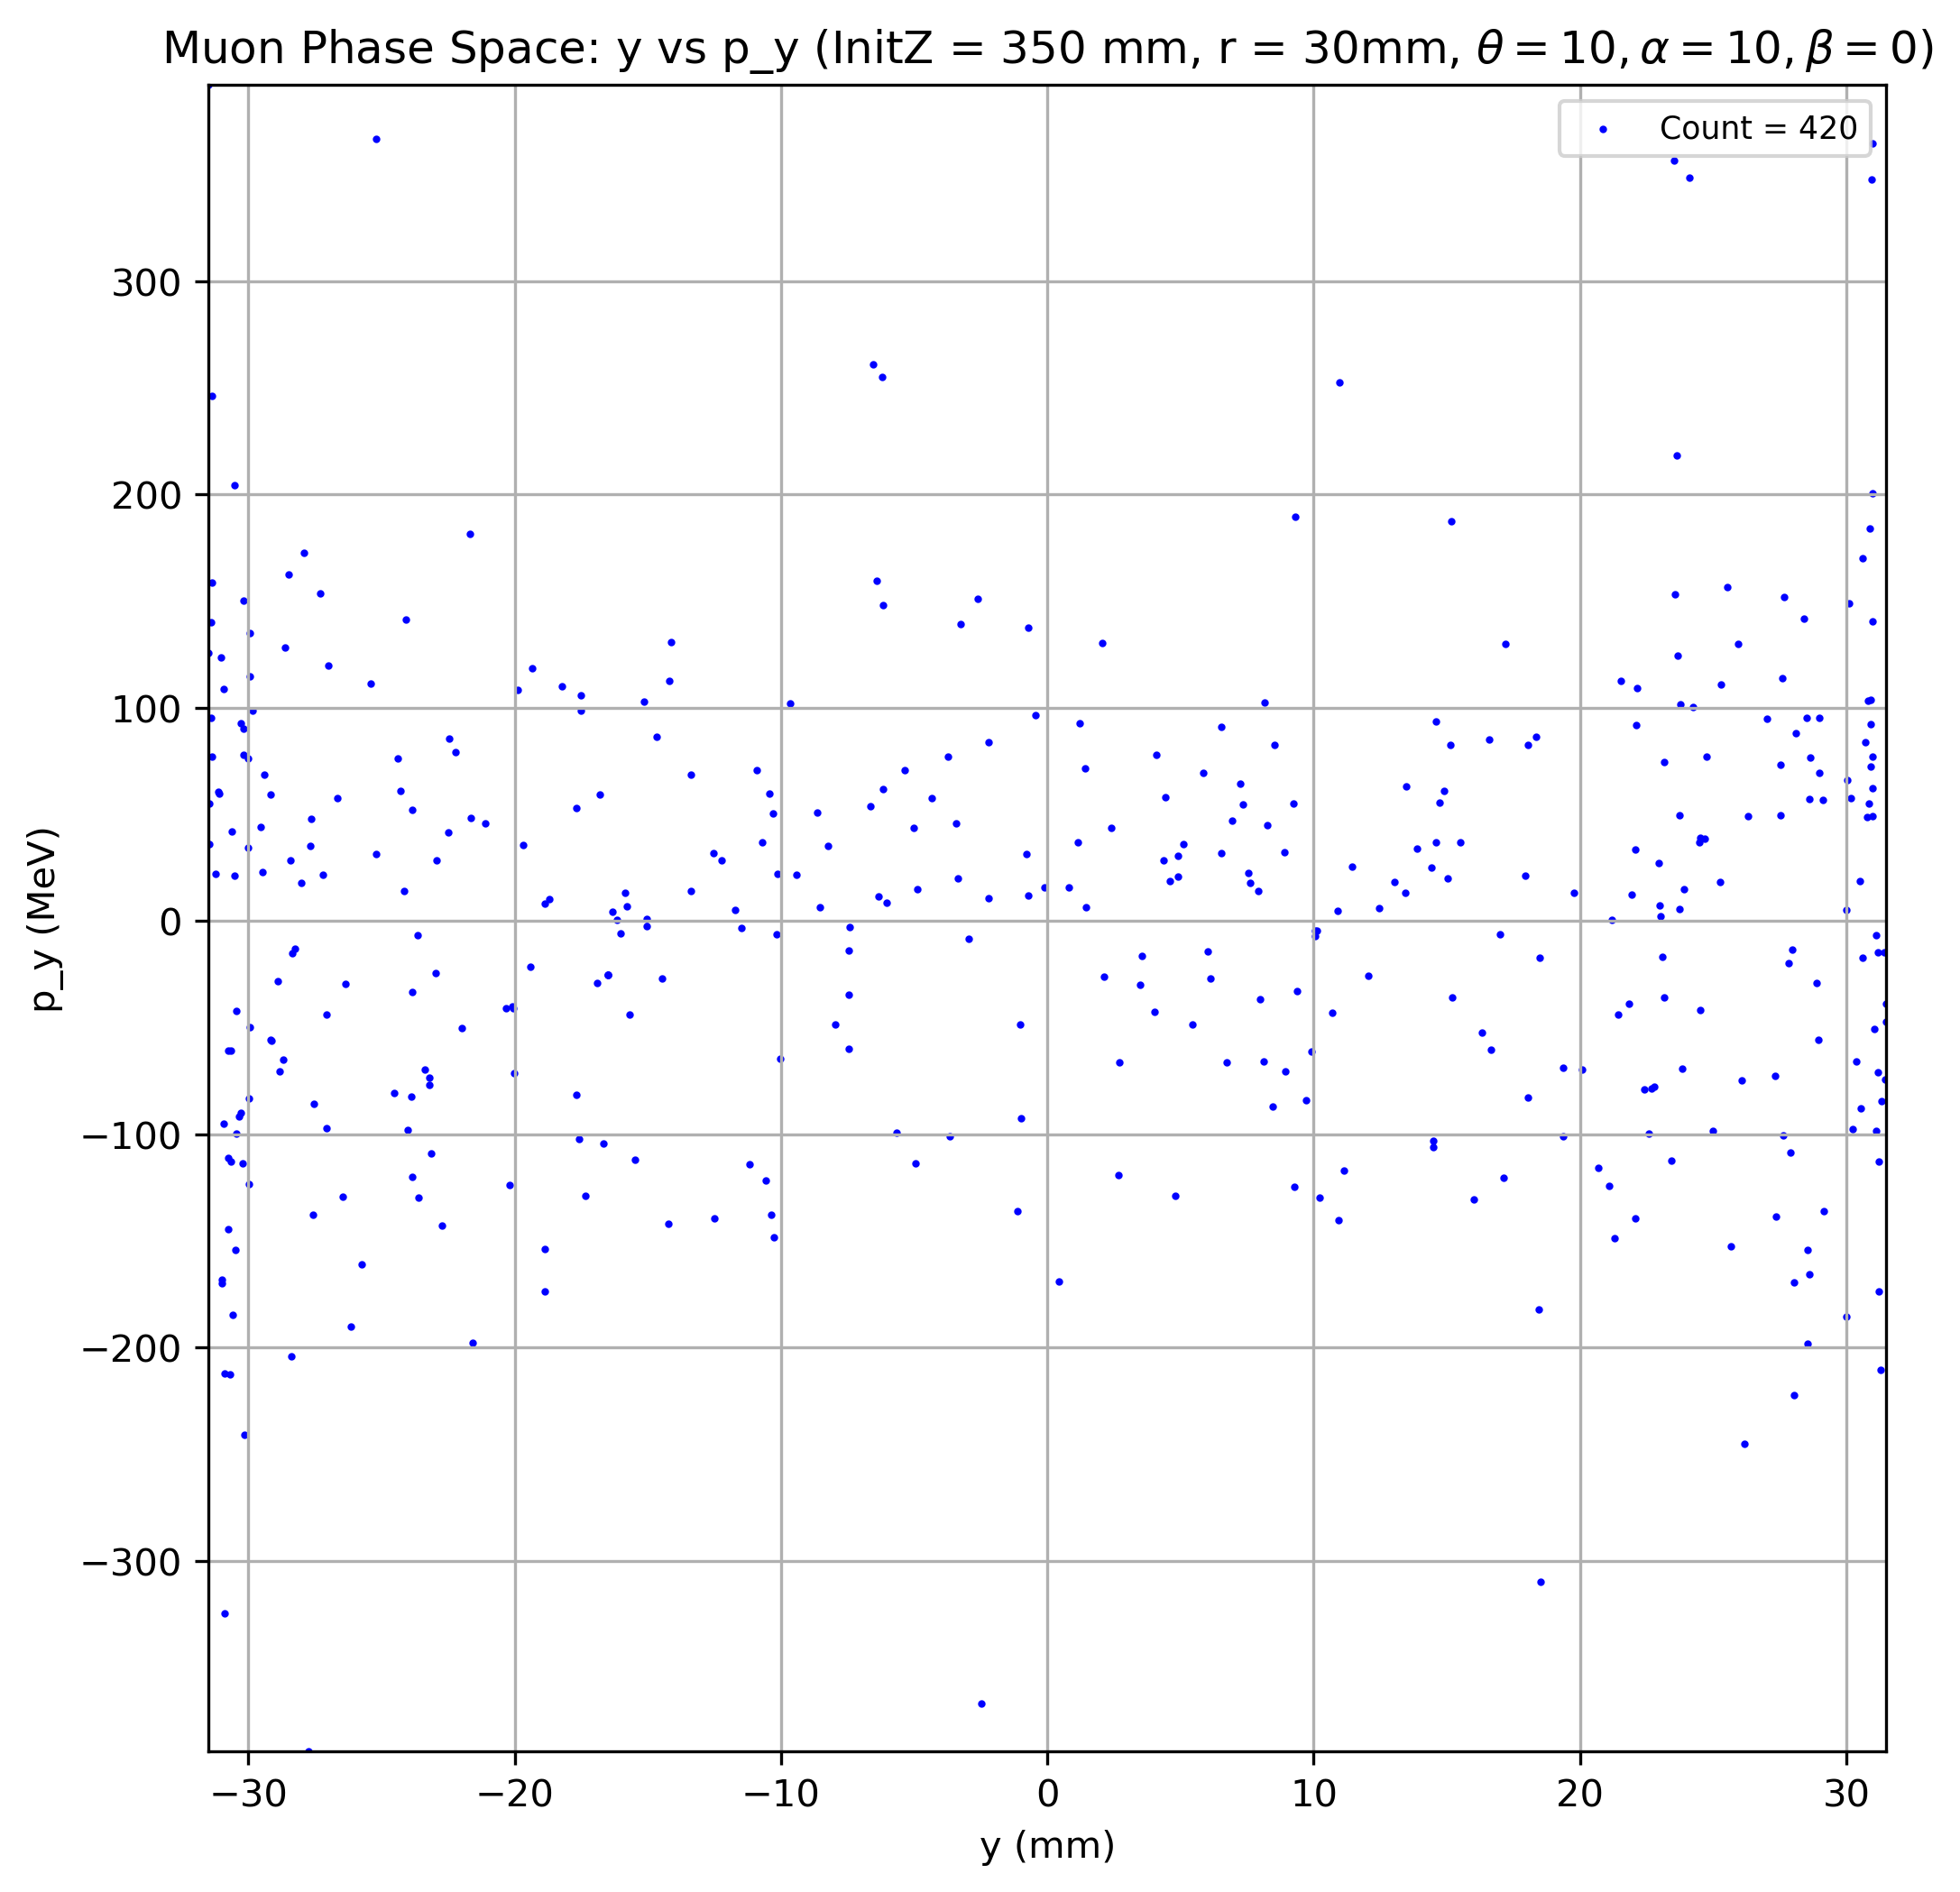 Muon Phase Space: y vs p_y (InitZ = 350 mm, r = 30mm, θ = 10, α = 10, β = 0)
Count = 420
300
200
100
0
−100
−200
−300
p_y (MeV)
−30 −20 −10 0 10 20 30
y (mm)